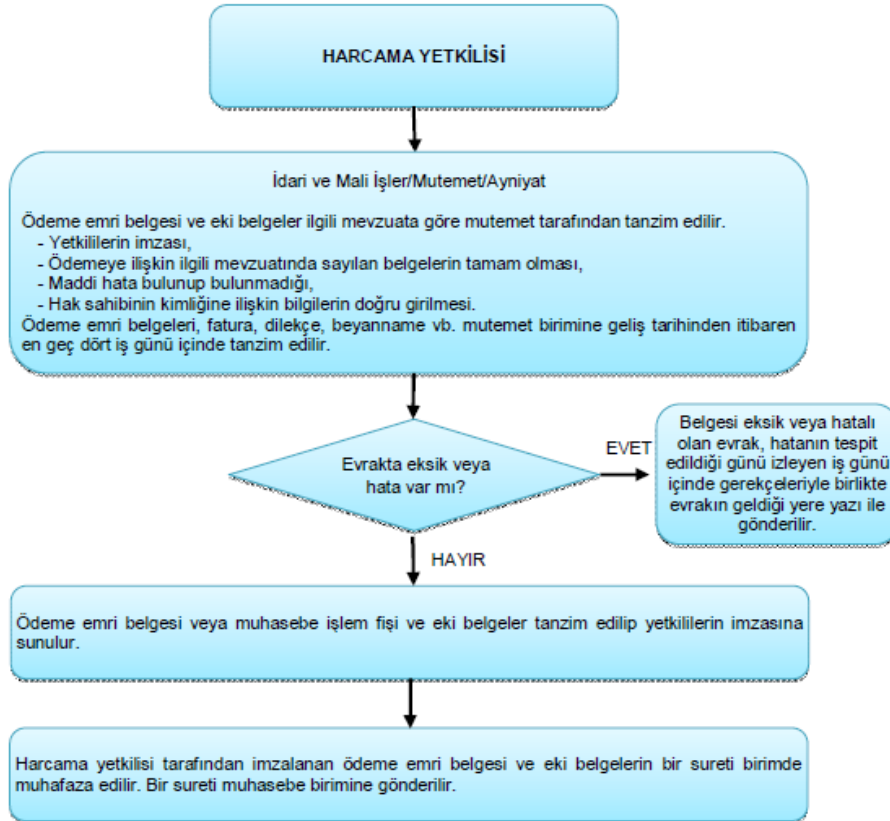 HARCAMA YETKİLİSİ
İdari ve Mali İşler/Mutemet/Ayniyat
Ödeme emri belgesi ve eki belgeler ilgili mevzuata göre mutemet tarafından tanzim edilir.
- Yetkililerin imzası,
- Ödemeye ilişkin ilgili mevzuatında sayılan belgelerin tamam olması,
- Maddi hata bulunup bulunmadığı,
- Hak sahibinin kimliğine ilişkin bilgilerin doğru girilmesi.
Ödeme emri belgeleri, fatura, dilekçe, beyanname vb. mutemet birimine geliş tarihinden itibaren
en geç dört iş günü içinde tanzim edilir.
Evrakta eksik veya
hata var mı?
EVET
Belgesi eksik veya hatalı
olan evrak, hatanın tespit
edildiği günü izleyen iş günü
içinde gerekçeleriyle birlikte
evrakın geldiği yere yazı ile
gönderilir.
HAYIR
Ödeme emri belgesi veya muhasebe işlem fişi ve eki belgeler tanzim edilip yetkililerin imzasına
sunulur.
Harcama yetkilisi tarafından imzalanan ödeme emri belgesi ve eki belgelerin bir sureti birimde
muhafaza edilir. Bir sureti muhasebe birimine gönderilir.